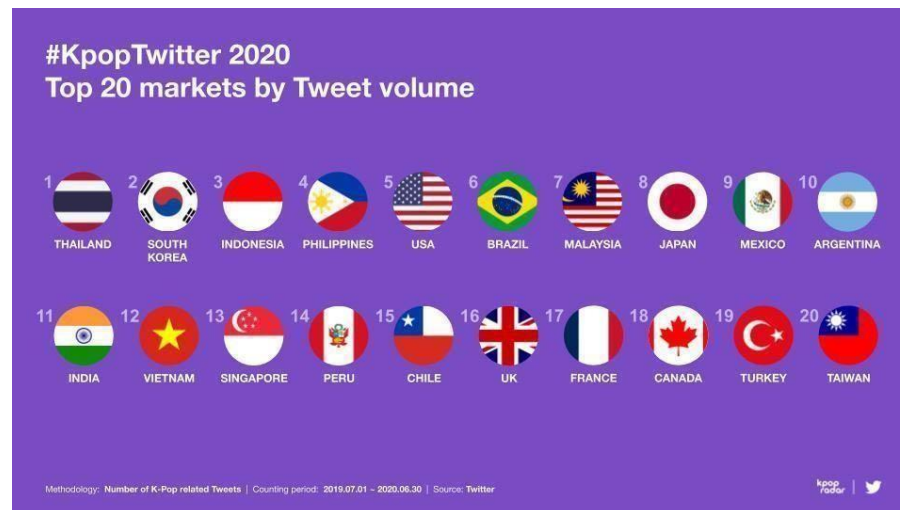 #KpopTwitter 2020
Top 20 markets by Tweet volume
1 2 3 4 5 6 7 8 9 10
THAILAND SOUTH KOREA INDONESIA PHILIPPINES USA BRAZIL MALAYSIA JAPAN MEXICO ARGENTINA
11 12 13 14 15 16 17 18 19 20
INDIA VIETNAM SINGAPORE PERU CHILE UK FRANCE CANADA TURKEY TAIWAN
Methodology: Number of K-Pop related Tweets | Counting period: 2019.07.01 ~ 2020.06.30 | Source: Twitter
kpop
radar